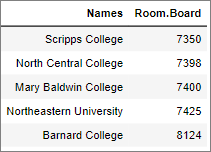 Names Room.Board
Scripps College 7350
North Central College 7398
Mary Baldwin College 7400
Northeastern University 7425
Barnard College 8124